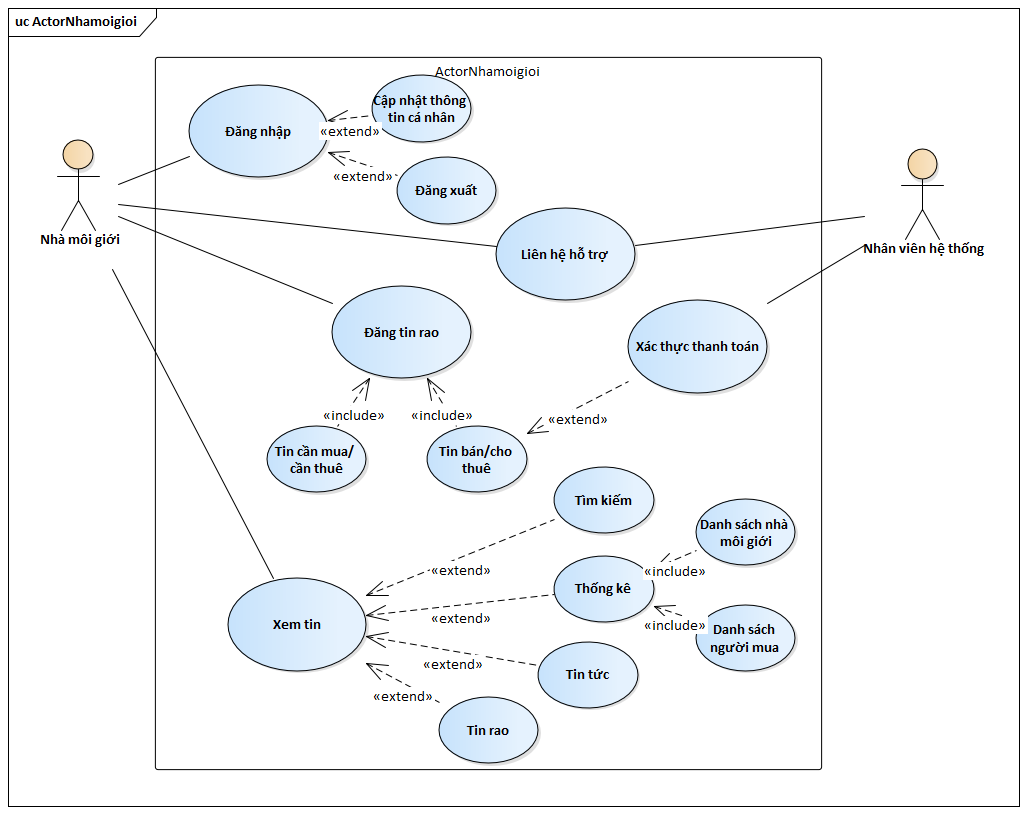 uc ActorNhamoigioi
ActorNhamoigioi
Cập nhật thông
tin cá nhân
Đăng nhập
«extend»
«extend»
Đăng xuất
Nhà môi giới
Nhân viên hệ thống
Liên hệ hỗ trợ
Đăng tin rao
Xác thực thanh toán
«include»
«include»
«extend»
Tin cần mua/
cần thuê
Tin bán/cho
thuê
Tìm kiếm
Danh sách nhà
môi giới
«extend»
«include»
Thống kê
«extend»
«include»
Xem tin
Danh sách
người mua
«extend»
Tin tức
«extend»
Tin rao